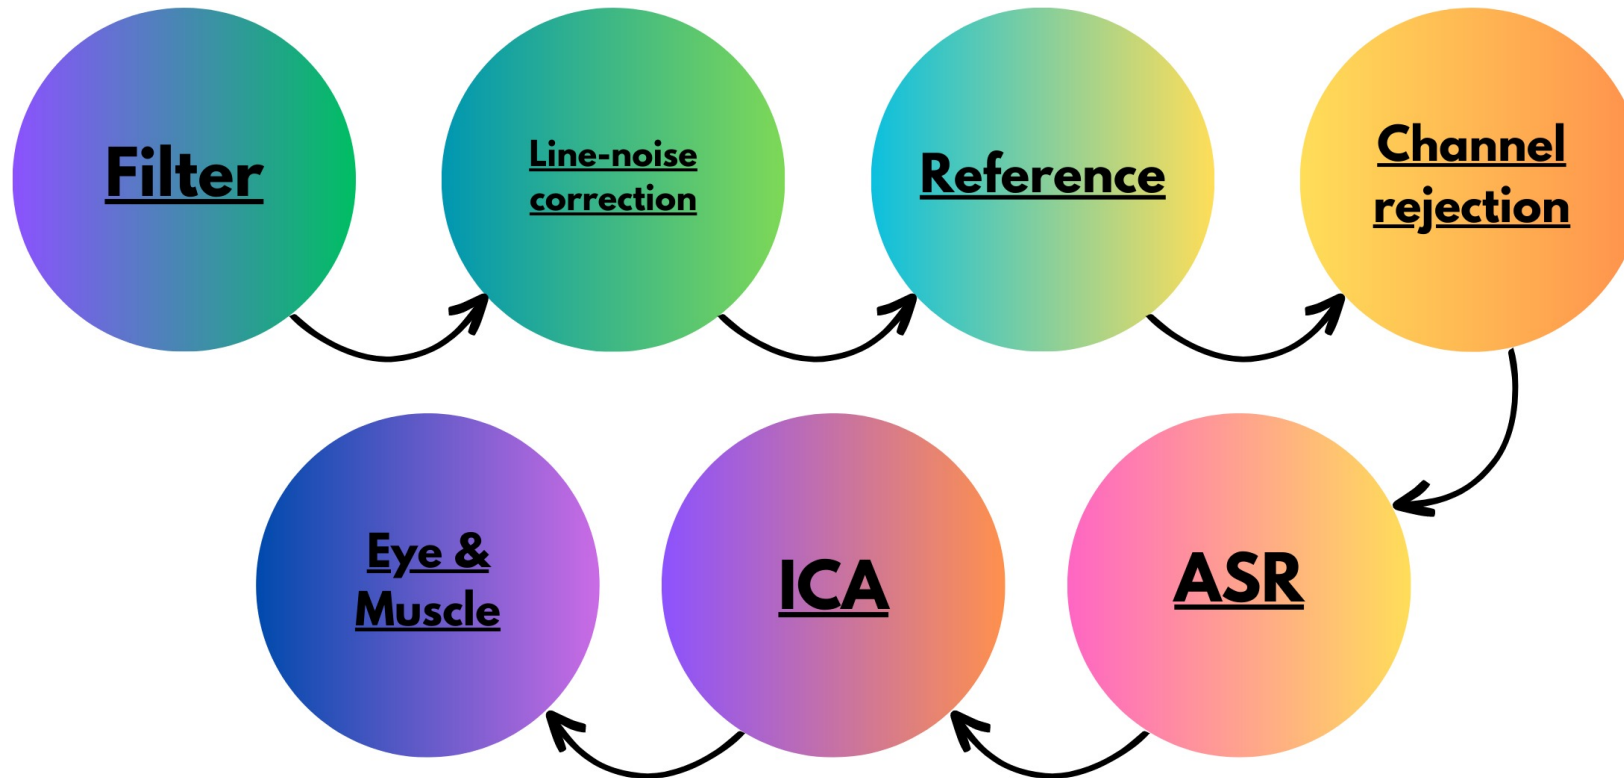 Filter
Line-noise
correction
Reference
Channel
rejection
ASR
ICA
Eye &
Muscle